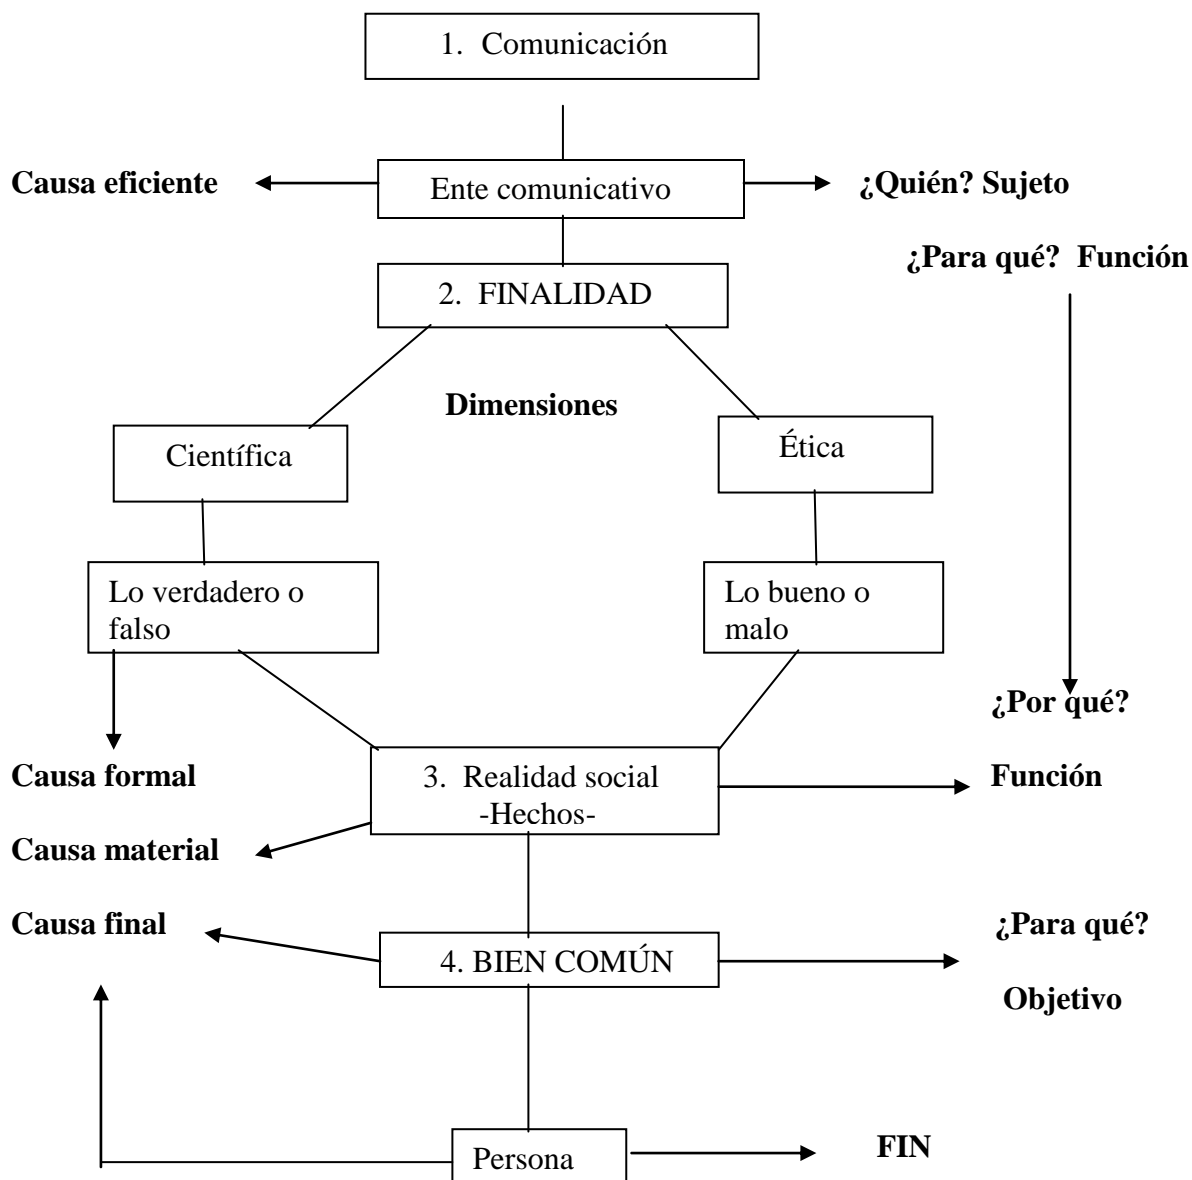 1. Comunicación
Causa eficiente
Ente comunicativo
¿Quién? Sujeto
¿Para qué? Función
2. FINALIDAD
Dimensiones
Científica
Ética
Lo verdadero o
falso
Lo bueno o
malo
¿Por qué?
Causa formal
3. Realidad social
-Hechos-
Función
Causa material
Causa final
4. BIEN COMÚN
¿Para qué?
Objetivo
Persona
FIN